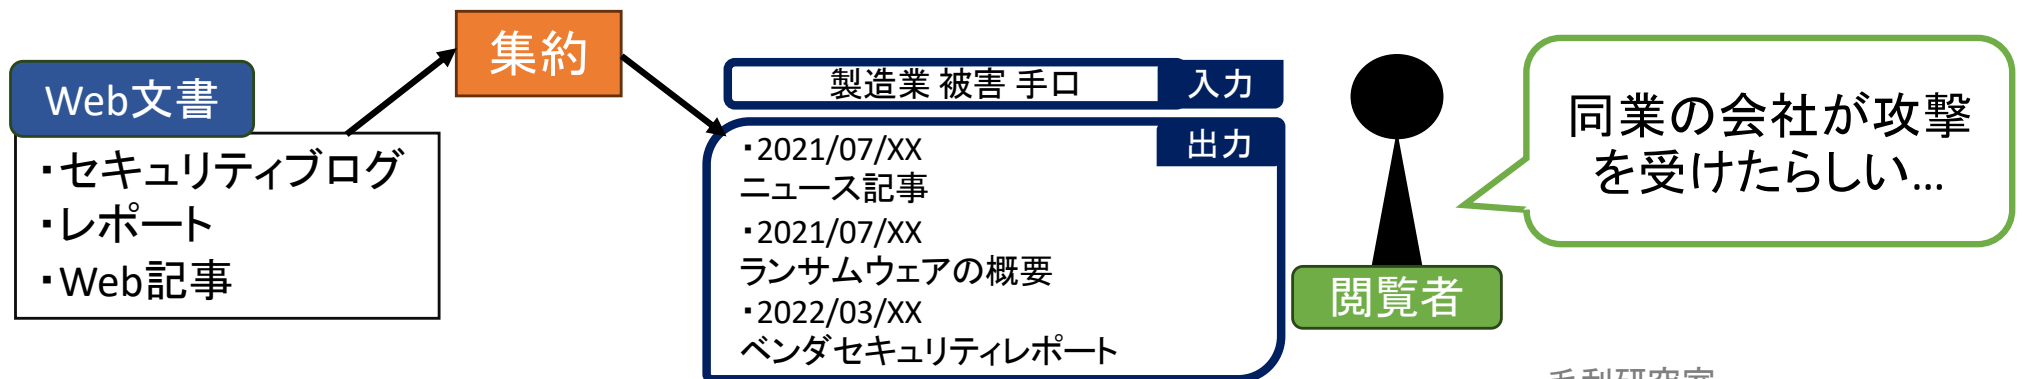 集約
Web文書
・セキュリティブログ
・レポート
・Web記事
製造業 被害 手口
入力
出力
・2021/07/XX
ニュース記事
・2021/07/XX
ランサムウェアの概要
・2022/03/XX
ベンダセキュリティレポート
閲覧者
同業の会社が攻撃
を受けたらしい...